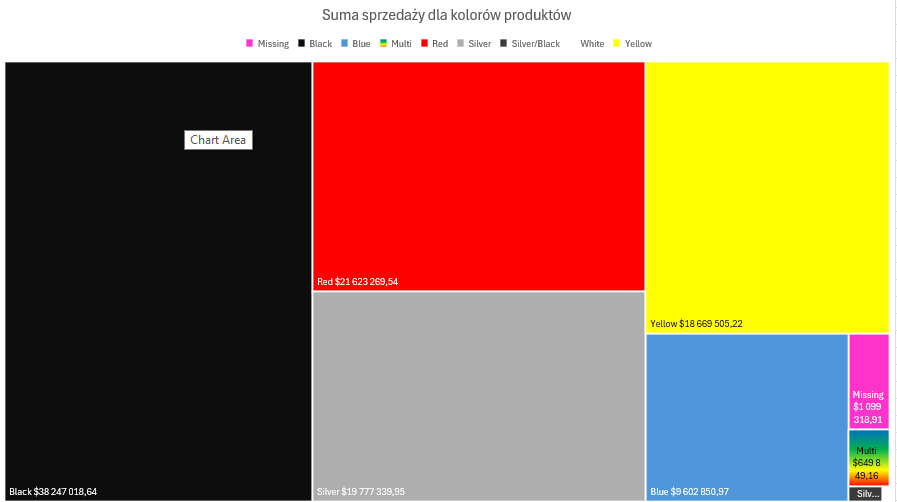 Suma sprzedaży dla kolorów produktów
Missing Black Blue Multi Red Silver Silver/Black White Yellow
Chart Area
Red $21 623 269,54
Yellow $18 669 505,22
Missing
$1 099
318,91
Multi
$649 8
49,16
Black $38 247 018,64
Silver $19 777 339,95
Blue $9 602 850,97
Silv...